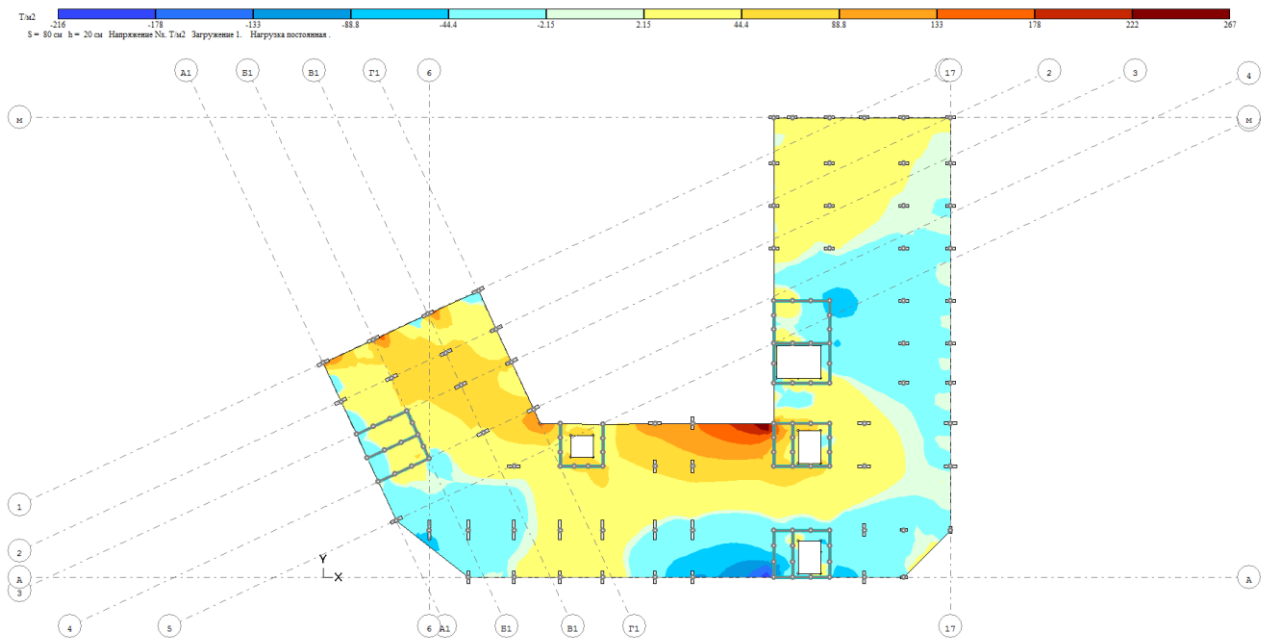 Т/м2
-216 -178 -133 -88.8 -44.4 -2.15 2.15 44.4 88.8 133 178 222 267
S = 80 см h = 20 см Напряжение Nx. Т/м2 Загружение 1. Нагрузка постоянная .
А1 Б1 В1 Г1 6 17 2 3 4
М М
1
2
А А
3
Y
X
4 5 6 А1 Б1 В1 Г1 17